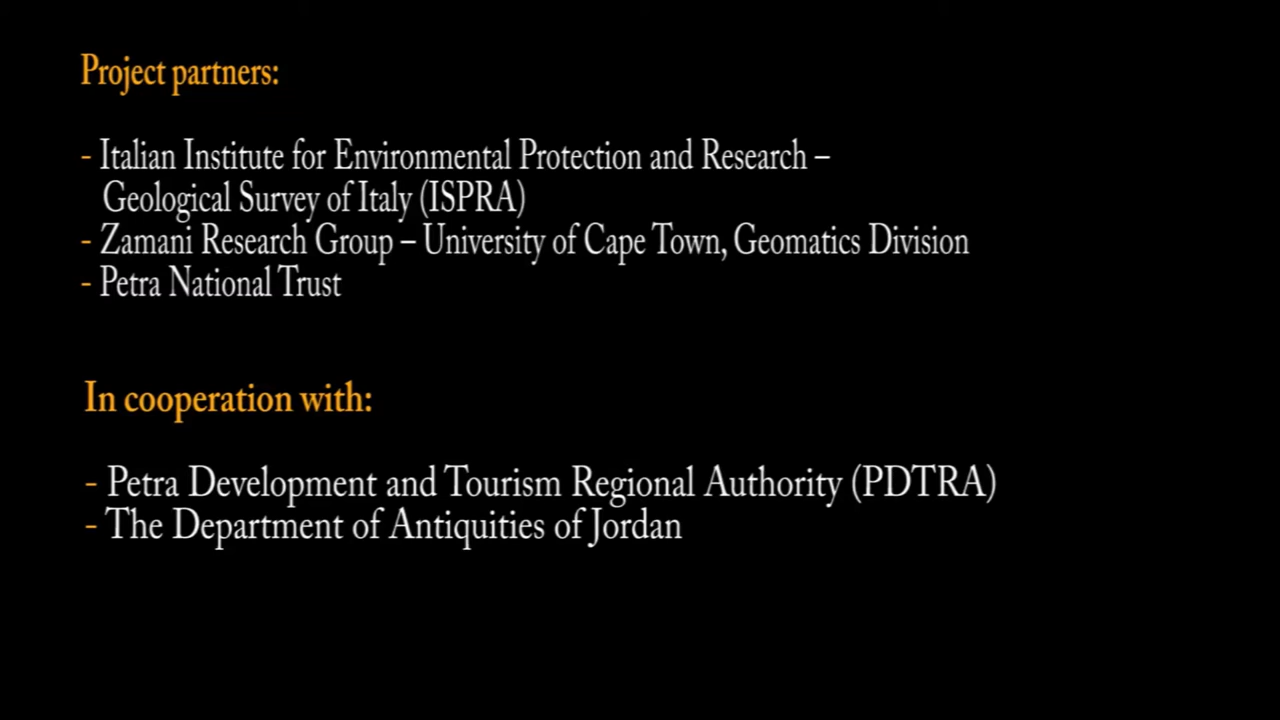 Project partners:
- Italian Institute for Environmental Protection and Research –
Geological Survey of Italy (ISPRA)
- Zamani Research Group – University of Cape Town, Geomatics Division
- Petra National Trust
In cooperation with:
- Petra Development and Tourism Regional Authority (PDTRA)
- The Department of Antiquities of Jordan